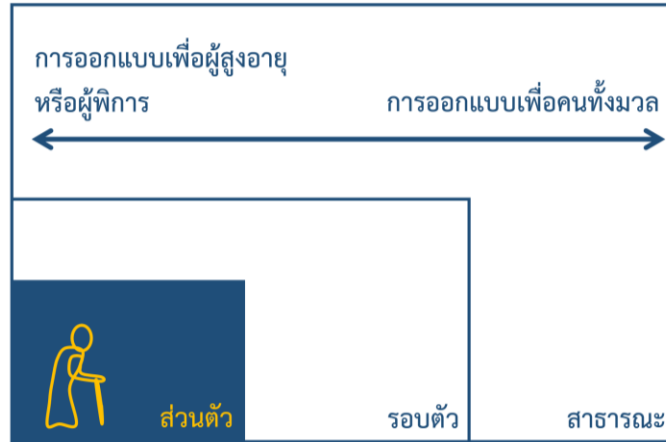 การออกแบบเพื่อผู้สูงอายุ
หรือผู้พิการ
การออกแบบเพื่อคนทั้งมวล
ส่วนตัว
รอบตัว
สาธารณะ